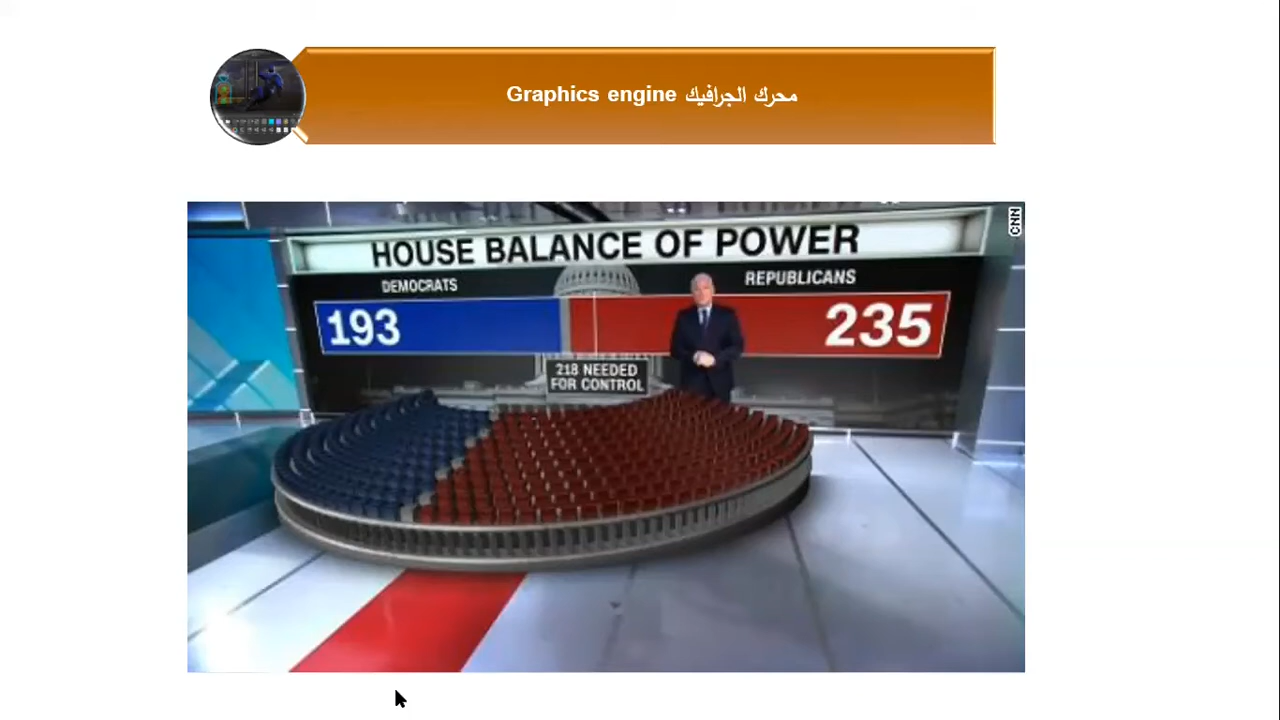 محرك الجرافيك Graphics engine
CNN
HOUSE BALANCE OF POWER
DEMOCRATS
REPUBLICANS
193
235
218 NEEDED
FOR CONTROL